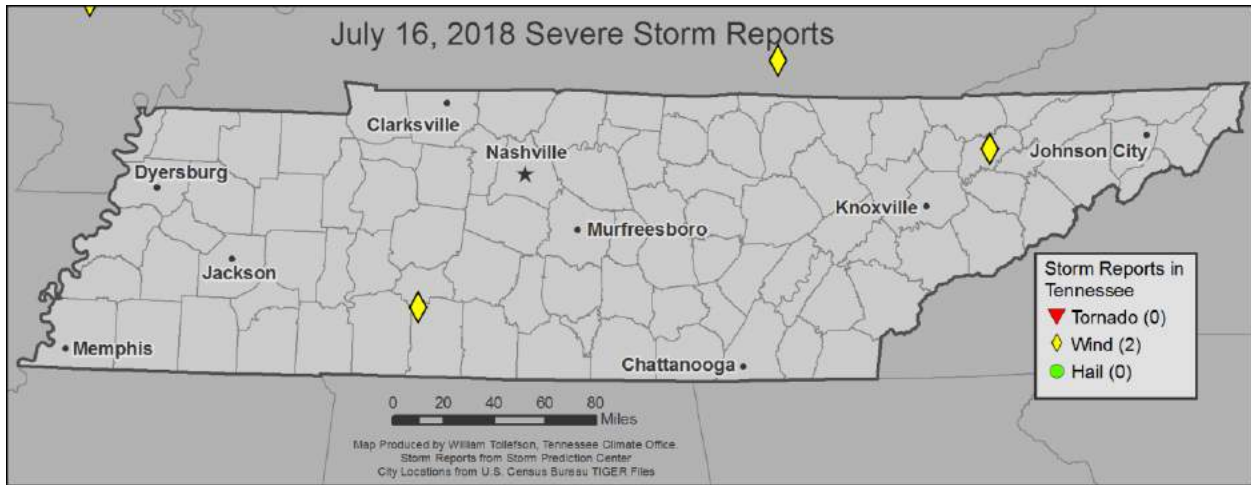 July 16, 2018 Severe Storm Reports
Clarksville
Nashville
Johnson City
Dyersburg
Knoxville
Murfreesboro
Jackson
Storm Reports in
Tennessee
Tornado (0)
Wind (2)
Hail (0)
Memphis
Chattanooga
0 20 40 60 80
Miles
Map Produced by William Tollefson, Tennessee Climate Office.
Storm Reports from Storm Prediction Center
City Locations from U.S. Census Bureau TIGER Files